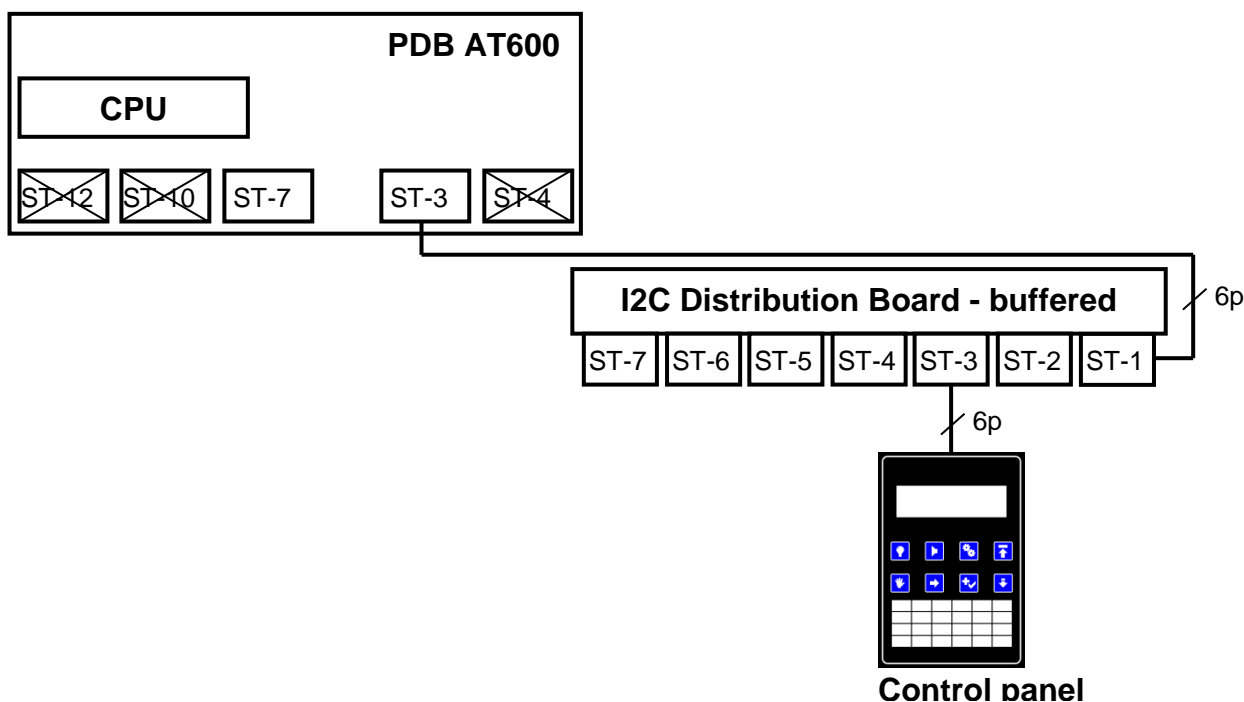 PDB AT600
CPU
ST-12 ST-10 ST-7 ST-3 ST-4
I2C Distribution Board - buffered
6p
ST-7 ST-6 ST-5 ST-4 ST-3 ST-2 ST-1
6p
Control panel